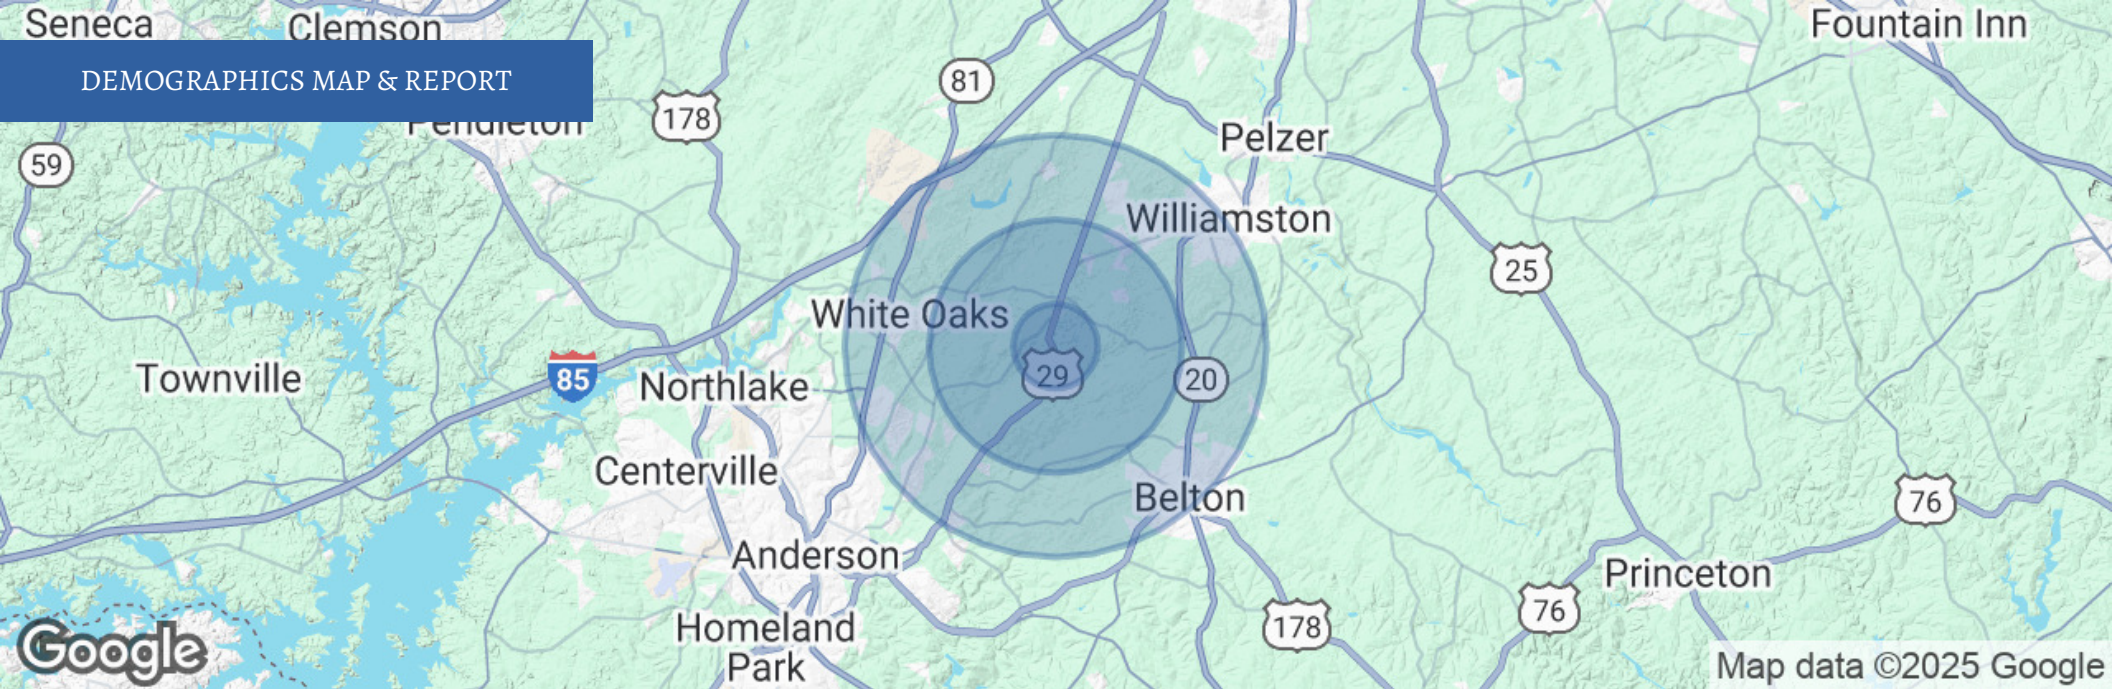 Seneca
Clemson
Fountain Inn
DEMOGRAPHICS MAP & REPORT
81
178
Pendleton
Pelzer
59
Williamston
25
White Oaks
Townville
85
Northlake
29
20
Centerville
Belton
76
Anderson
Princeton
76
Homeland
Park
178
Google
Map data ©2025 Google